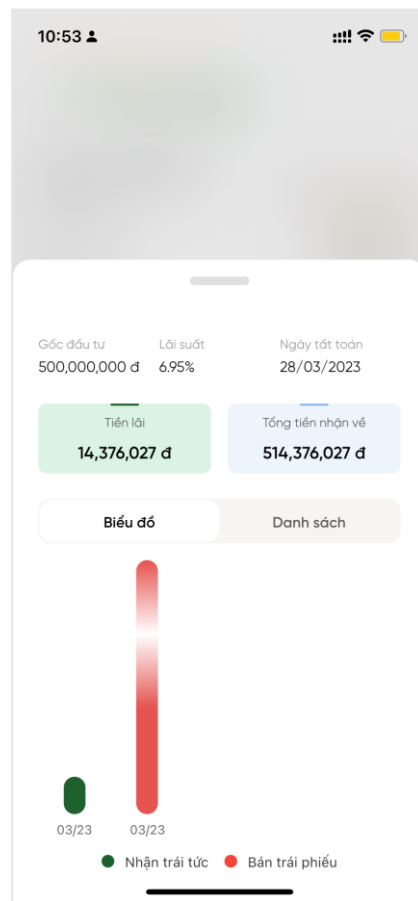 10:53
Gốc đầu tư Lãi suất Ngày tất toán
500,000,000 đ 6.95% 28/03/2023
Tiền lãi Tổng tiền nhận về
14,376,027 đ 514,376,027 đ
Biểu đồ Danh sách
03/23 03/23
Nhận trái tức Bán trái phiếu